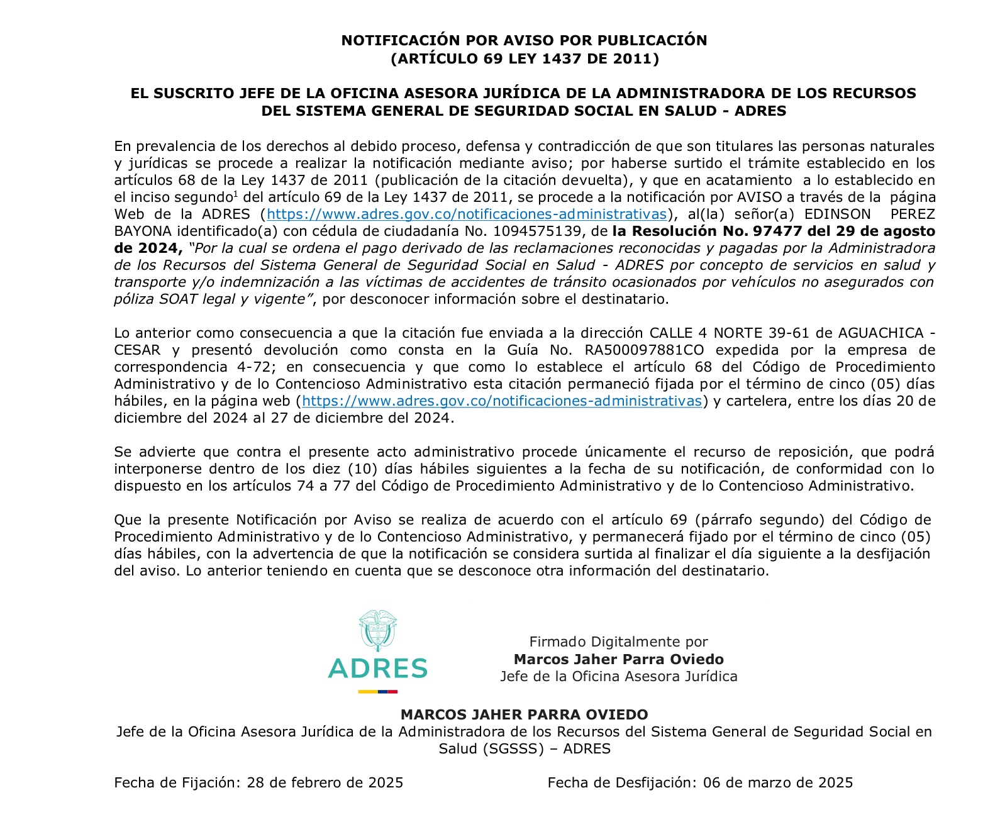 NOTIFICACIÓN POR AVISO POR PUBLICACIÓN
(ARTÍCULO 69 LEY 1437 DE 2011)
EL SUSCRITO JEFE DE LA OFICINA ASESORA JURÍDICA DE LA ADMINISTRADORA DE LOS RECURSOS
DEL SISTEMA GENERAL DE SEGURIDAD SOCIAL EN SALUD - ADRES
En prevalencia de los derechos al debido proceso, defensa y contradicción de que son titulares las personas naturales
y jurídicas se procede a realizar la notificación mediante aviso; por haberse surtido el trámite establecido en los
artículos 68 de la Ley 1437 de 2011 (publicación de la citación devuelta), y que en acatamiento a lo establecido en
el inciso segundo¹ del artículo 69 de la Ley 1437 de 2011, se procede a la notificación por AVISO a través de la página
Web de la ADRES (https://www.adres.gov.co/notificaciones-administrativas), al(la) señor(a) EDINSON PEREZ
BAYONA identificado(a) con cédula de ciudadanía No. 1094575139, de la Resolución No. 97477 del 29 de agosto
de 2024, “Por la cual se ordena el pago derivado de las reclamaciones reconocidas y pagadas por la Administradora
de los Recursos del Sistema General de Seguridad Social en Salud - ADRES por concepto de servicios en salud y
transporte y/o indemnización a las víctimas de accidentes de tránsito ocasionados por vehículos no asegurados con
póliza SOAT legal y vigente”, por desconocer información sobre el destinatario.
Lo anterior como consecuencia a que la citación fue enviada a la dirección CALLE 4 NORTE 39-61 de AGUACHICA -
CESAR y presentó devolución como consta en la Guía No. RA500097881CO expedida por la empresa de
correspondencia 4-72; en consecuencia y que como lo establece el artículo 68 del Código de Procedimiento
Administrativo y de lo Contencioso Administrativo esta citación permaneció fijada por el término de cinco (05) días
hábiles, en la página web (https://www.adres.gov.co/notificaciones-administrativas) y cartelera, entre los días 20 de
diciembre del 2024 al 27 de diciembre del 2024.
Se advierte que contra el presente acto administrativo procede únicamente el recurso de reposición, que podrá
interponerse dentro de los diez (10) días hábiles siguientes a la fecha de su notificación, de conformidad con lo
dispuesto en los artículos 74 a 77 del Código de Procedimiento Administrativo y de lo Contencioso Administrativo.
Que la presente Notificación por Aviso se realiza de acuerdo con el artículo 69 (párrafo segundo) del Código de
Procedimiento Administrativo y de lo Contencioso Administrativo, y permanecerá fijado por el término de cinco (05)
días hábiles, con la advertencia de que la notificación se considera surtida al finalizar el día siguiente a la desfijación
del aviso. Lo anterior teniendo en cuenta que se desconoce otra información del destinatario.
ADRES
Firmado Digitalmente por
Marcos Jaher Parra Oviedo
Jefe de la Oficina Asesora Jurídica
MARCOS JAHER PARRA OVIEDO
Jefe de la Oficina Asesora Jurídica de la Administradora de los Recursos del Sistema General de Seguridad Social en
Salud (SGSSS) – ADRES
Fecha de Fijación: 28 de febrero de 2025 Fecha de Desfijación: 06 de marzo de 2025